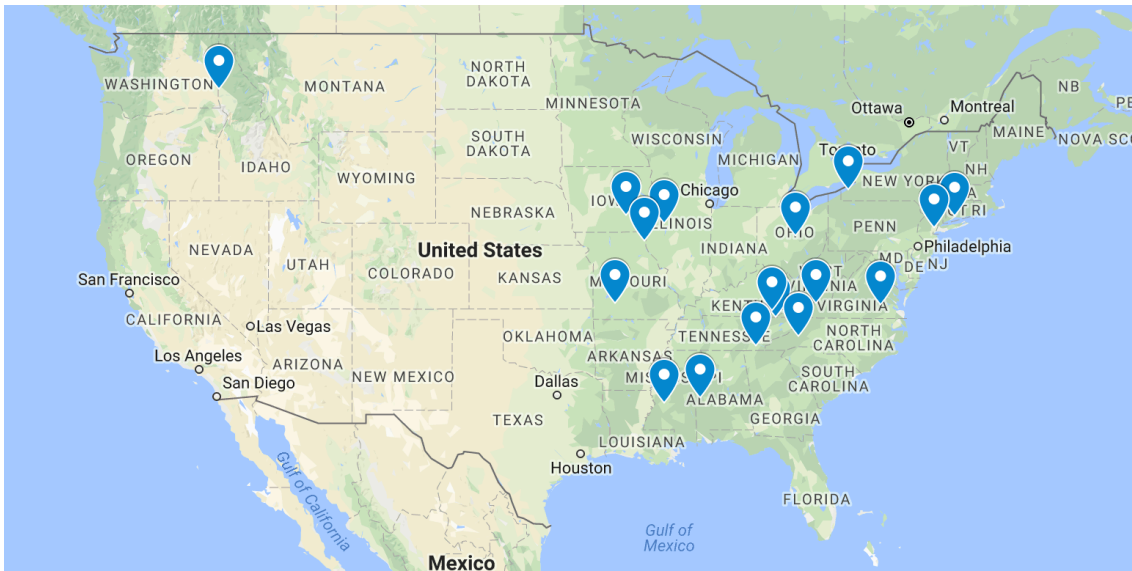 WASHINGTON
MONTANA
NORTH
DAKOTA
MINNESOTA
Ottawa
Montreal
NB
MAINE
NOVA SCO
OREGON
IDAHO
WYOMING
SOUTH
DAKOTA
WISCONSIN
MICHIGAN
Toronto
VT
NH
NEW YORK
NEBRASKA
Chicago
ILLINOIS
INDIANA
OHIO
PENN
CT RI
Philadelphia
MD
DE
NJ
NEVADA
UTAH
COLORADO
United States
KANSAS
MISSOURI
VIRGINIA
San Francisco
CALIFORNIA
Las Vegas
Los Angeles
San Diego
ARIZONA
NEW MEXICO
OKLAHOMA
ARKANSAS
TENNESSEE
NORTH
CAROLINA
SOUTH
CAROLINA
MISSISSIPPI
ALABAMA
GEORGIA
Dallas
TEXAS
LOUISIANA
Houston
FLORIDA
Gulf of
Mexico
Gulf of California
Mexico